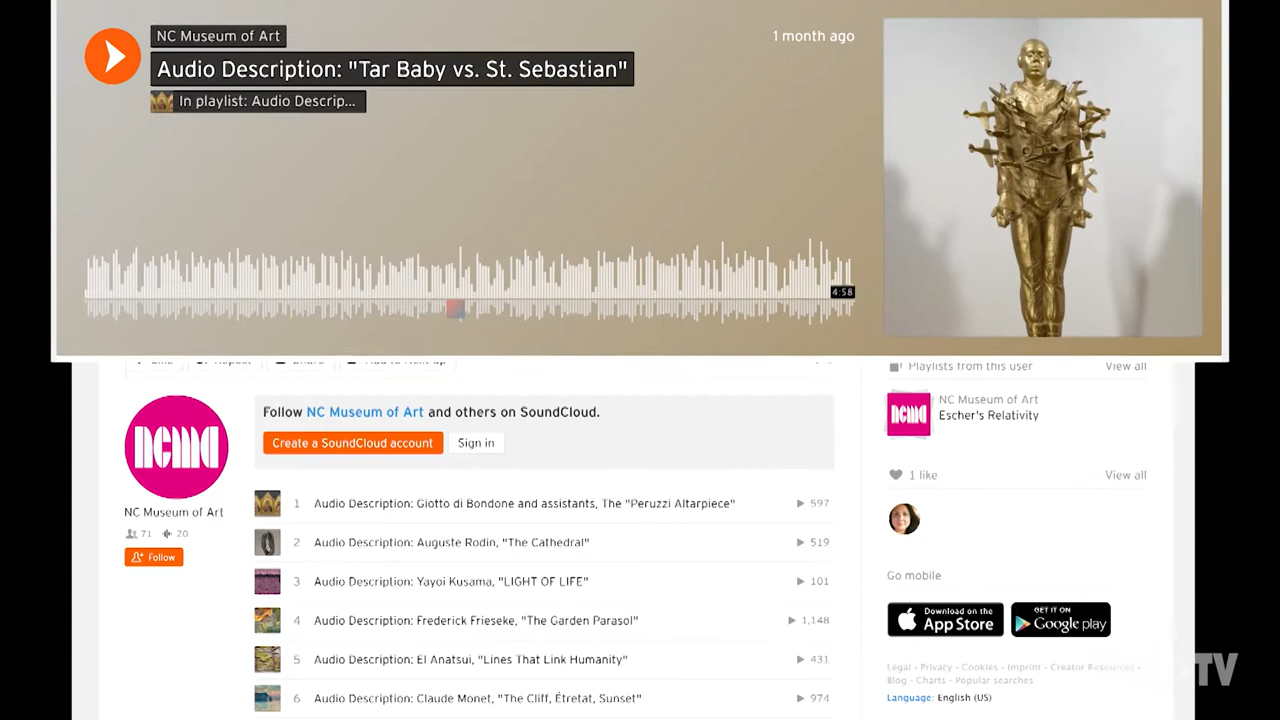 NC Museum of Art
1 month ago
Audio Description: "Tar Baby vs. St. Sebastian"
In playlist: Audio Descrip...
4:58
Playlists from this user
View all
ncma
NC Museum of Art
Escher's Relativity
Follow NC Museum of Art and others on SoundCloud.
Create a SoundCloud account
Sign in
ncma
NC Museum of Art
71
20
Follow
1 like
View all
1 Audio Description: Giotto di Bondone and assistants, The "Peruzzi Altarpiece" 597
2 Audio Description: Auguste Rodin, "The Cathedral" 519
3 Audio Description: Yayoi Kusama, "LIGHT OF LIFE" 101
4 Audio Description: Frederick Frieseke, "The Garden Parasol" 1,148
5 Audio Description: El Anatsui, "Lines That Link Humanity" 431
6 Audio Description: Claude Monet, "The Cliff, Étretat, Sunset" 974
Go mobile
Download on the
App Store
GET IT ON
Google play
Legal - Privacy - Cookies - Imprint - Creator Resources -
Blog - Charts - Popular searches
Language: English (US)
TV